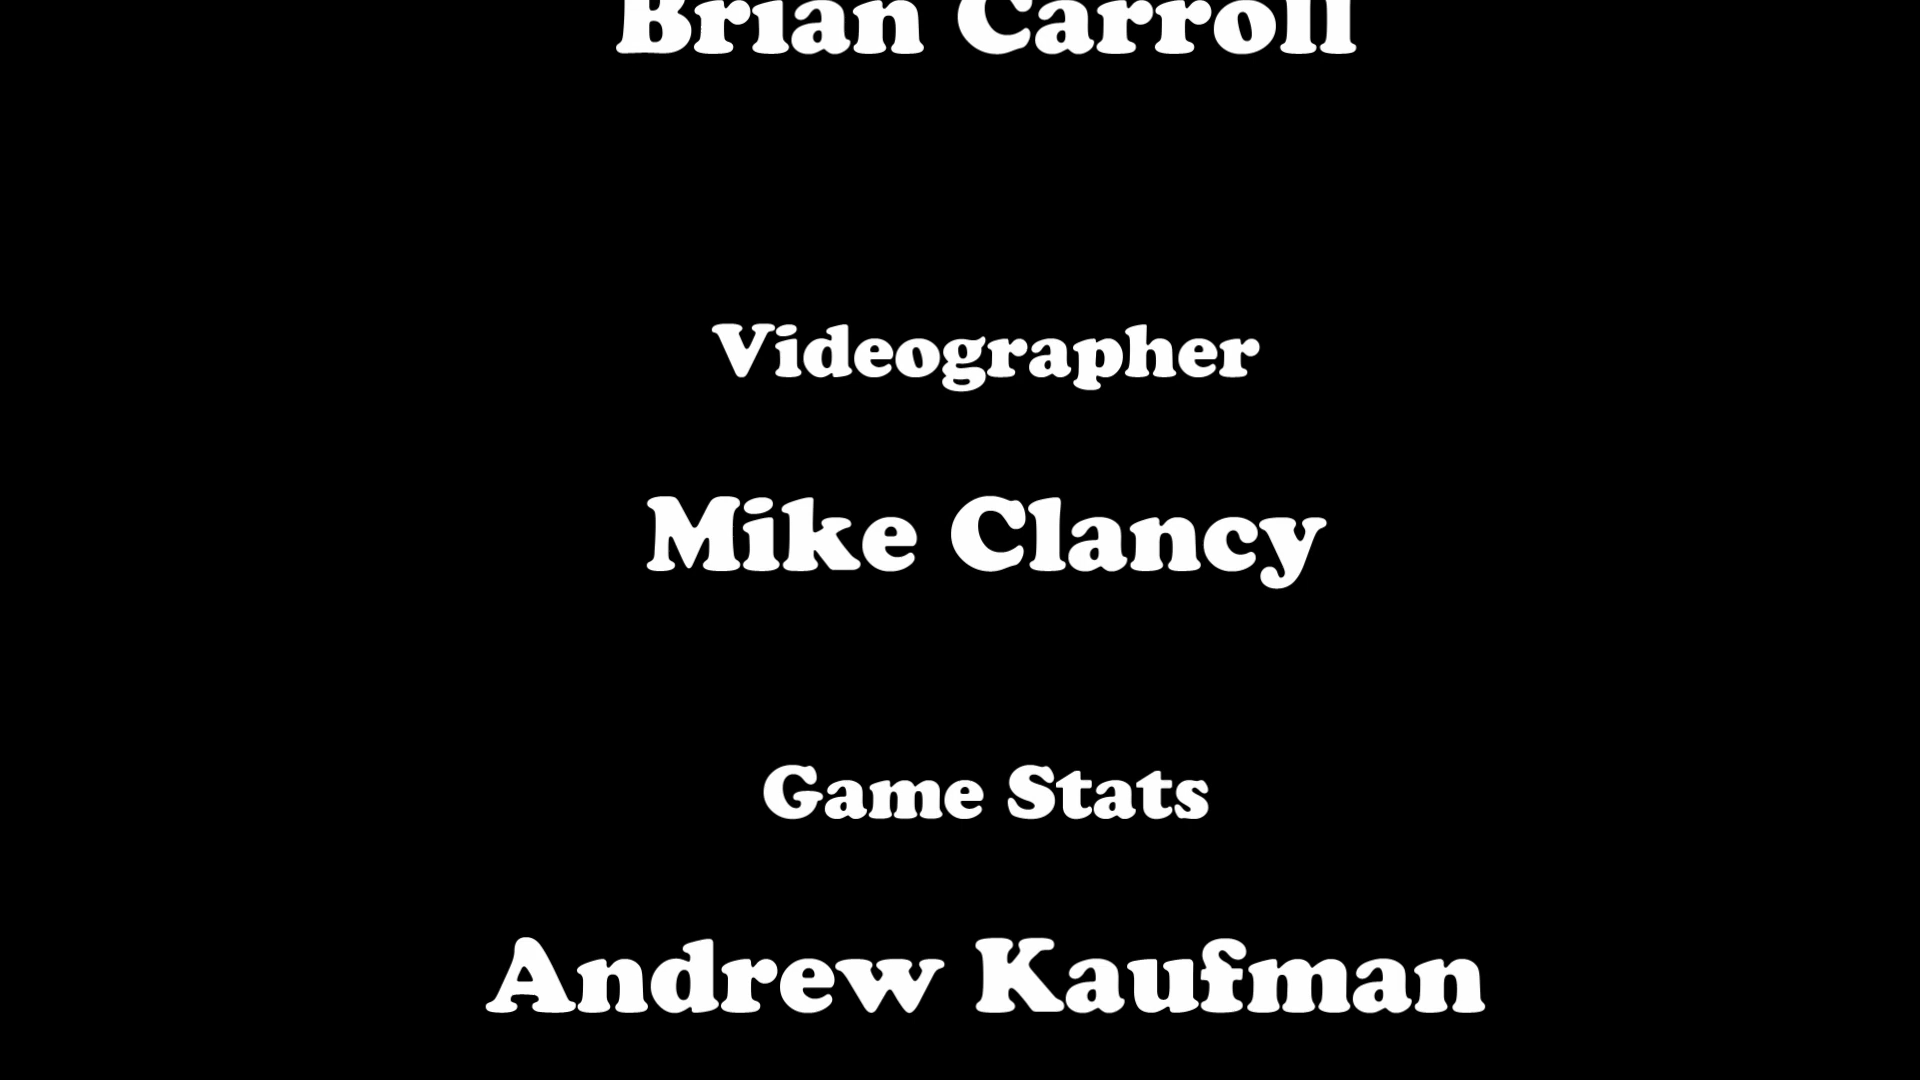 Brian Carroll
Videographer
Mike Clancy
Game Stats
Andrew Kaufman